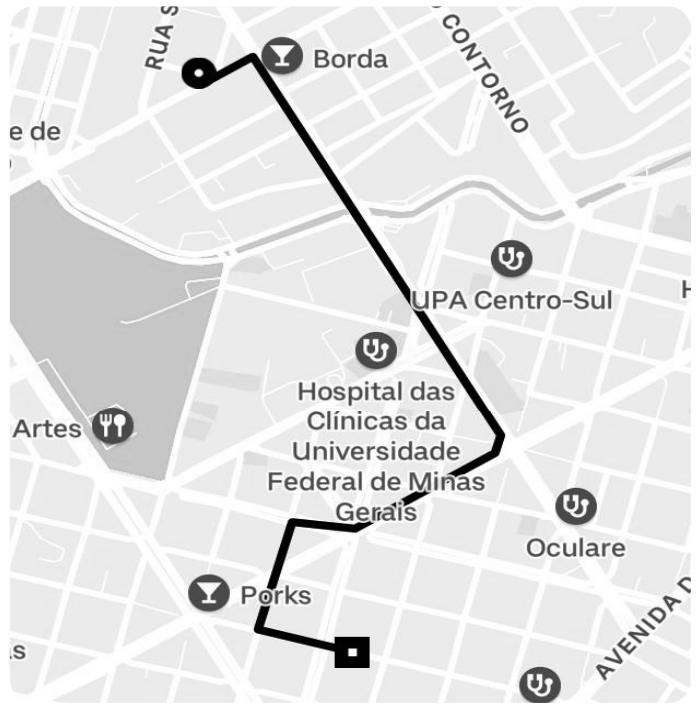 RUA S
Borda
O CONTORNO
e de
UPA Centro-Sul
H
Hospital das
Clínicas da
Universidade
Federal de Minas
Gerais
Artes
Oculare
Porks
as
AVENIDA D